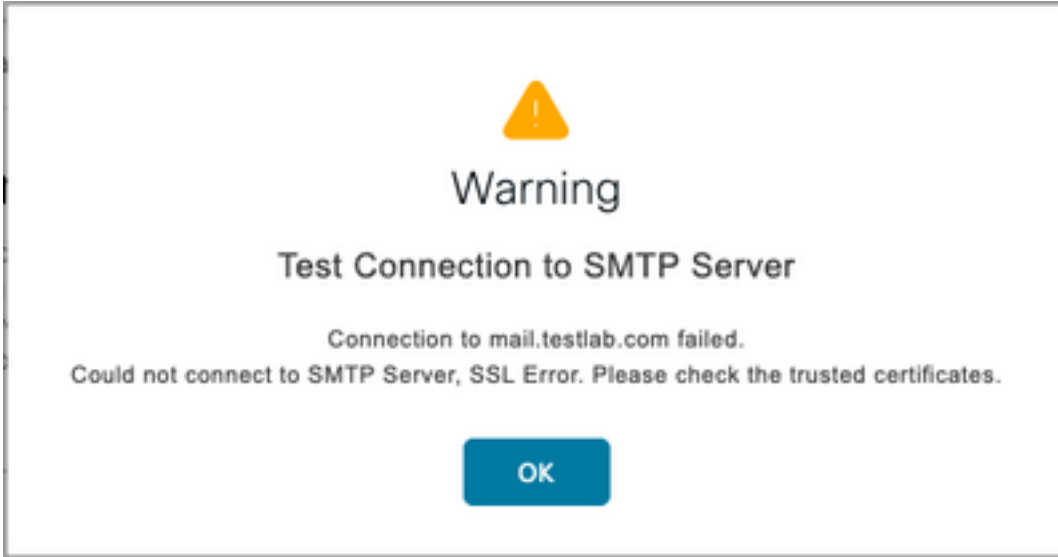 Warning
Test Connection to SMTP Server
Connection to mail.testlab.com failed.
Could not connect to SMTP Server, SSL Error. Please check the trusted certificates.
OK